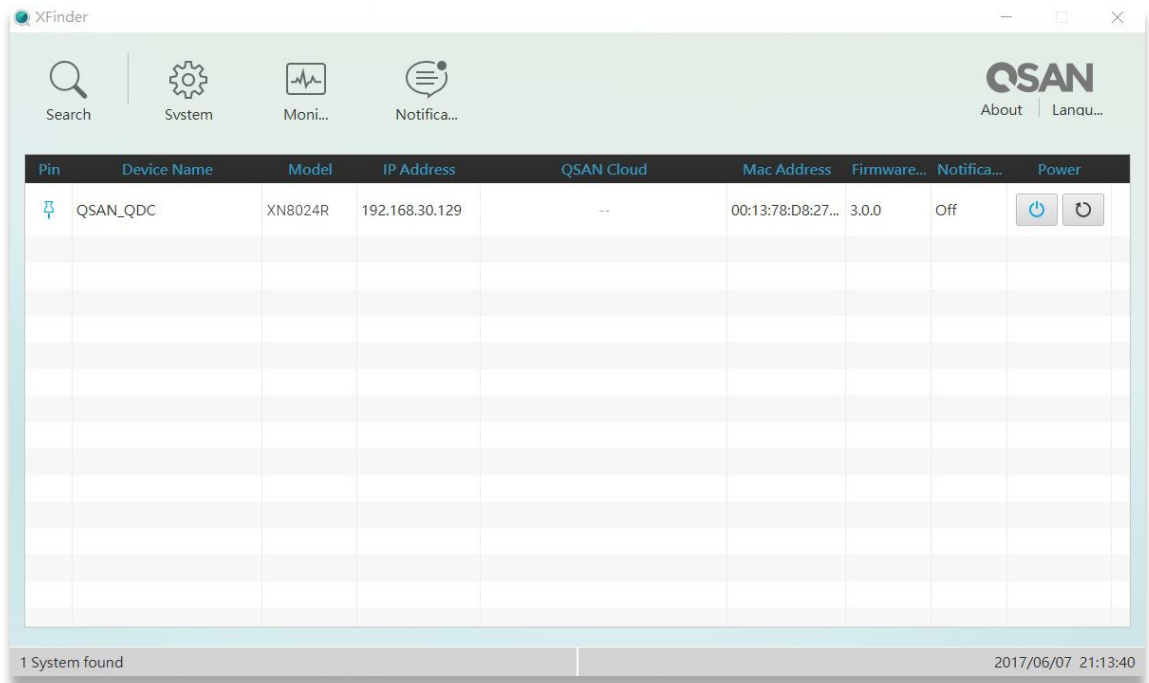 XFinder
Search System Moni... Notifica...
QSAN
About Langu...
Pin Device Name Model IP Address QSAN Cloud Mac Address Firmware... Notifica... Power
QSAN_QDC XN8024R 192.168.30.129 -- 00:13:78:D8:27... 3.0.0 Off
1 System found 2017/06/07 21:13:40